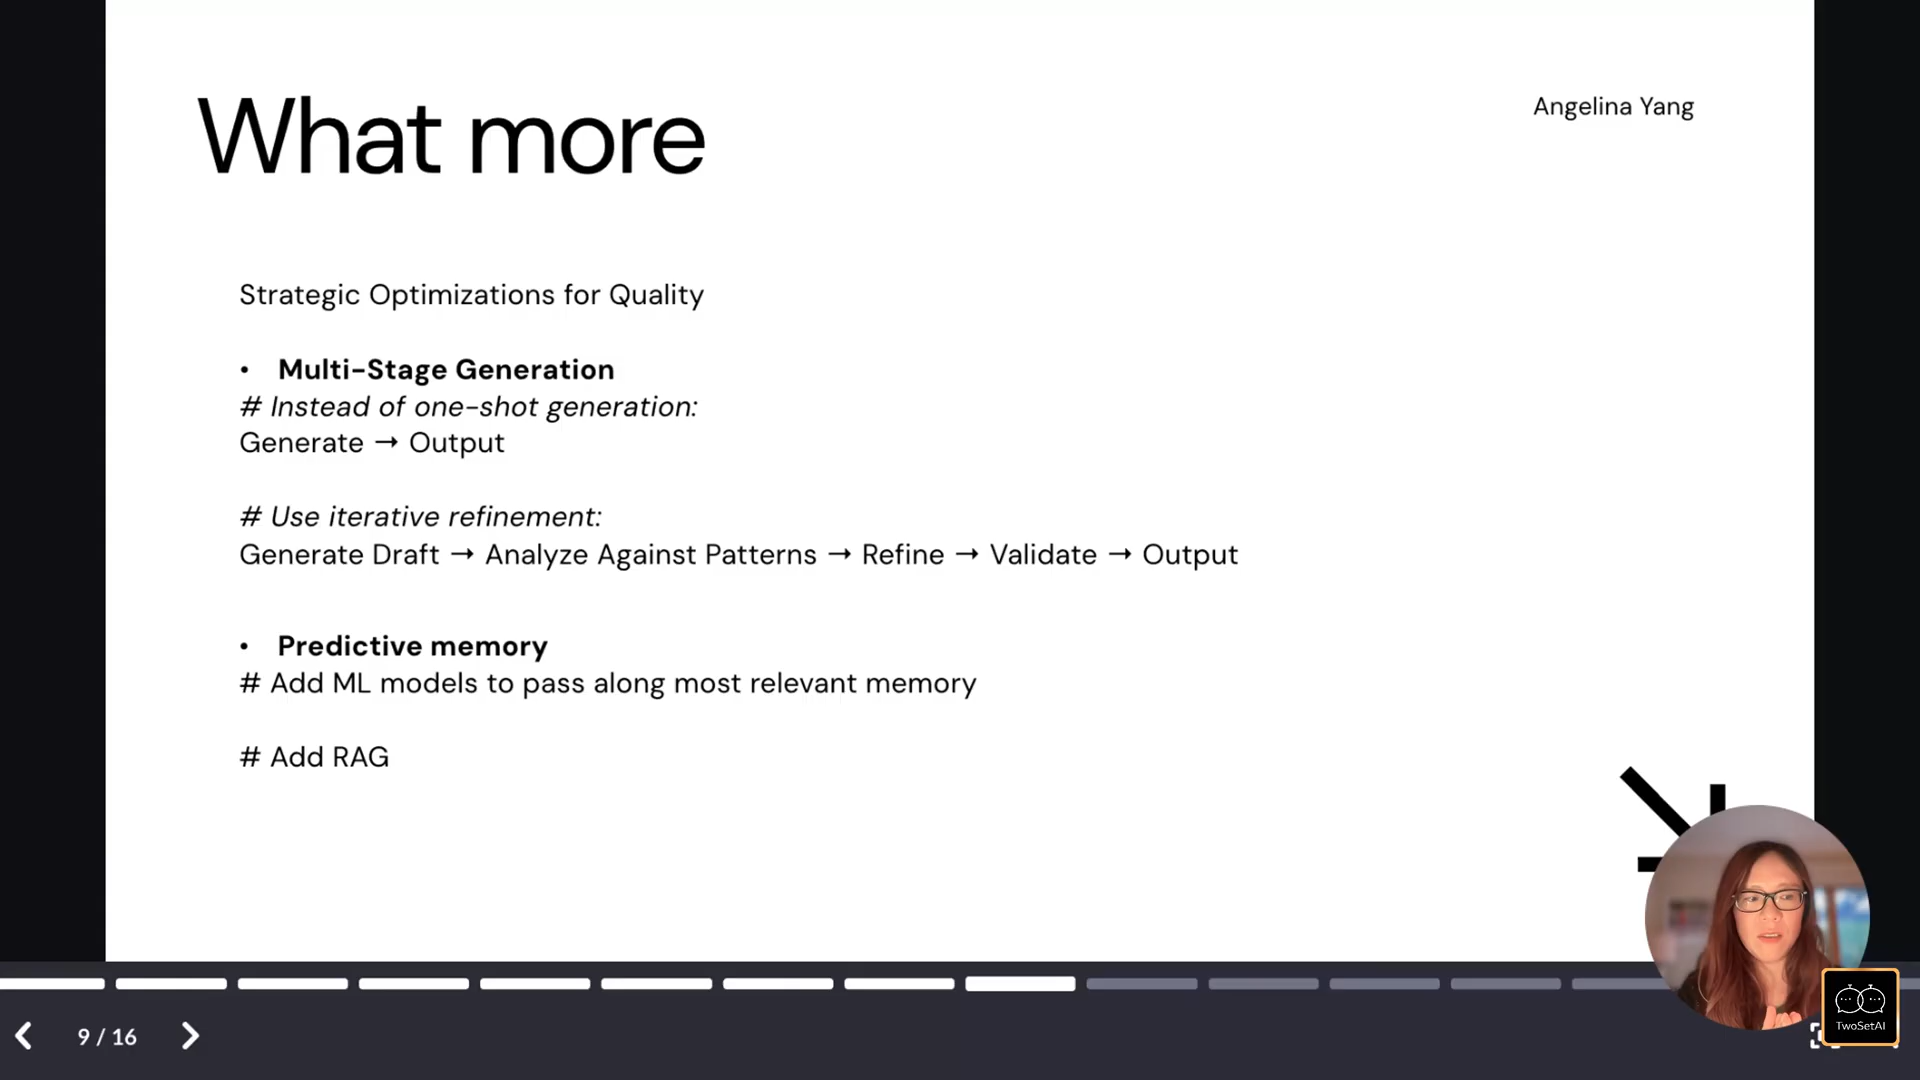 What more
Angelina Yang
Strategic Optimizations for Quality
• Multi-Stage Generation
# Instead of one-shot generation:
Generate → Output
# Use iterative refinement:
Generate Draft → Analyze Against Patterns → Refine → Validate → Output
• Predictive memory
# Add ML models to pass along most relevant memory
# Add RAG
9 / 16
TwoSetAI